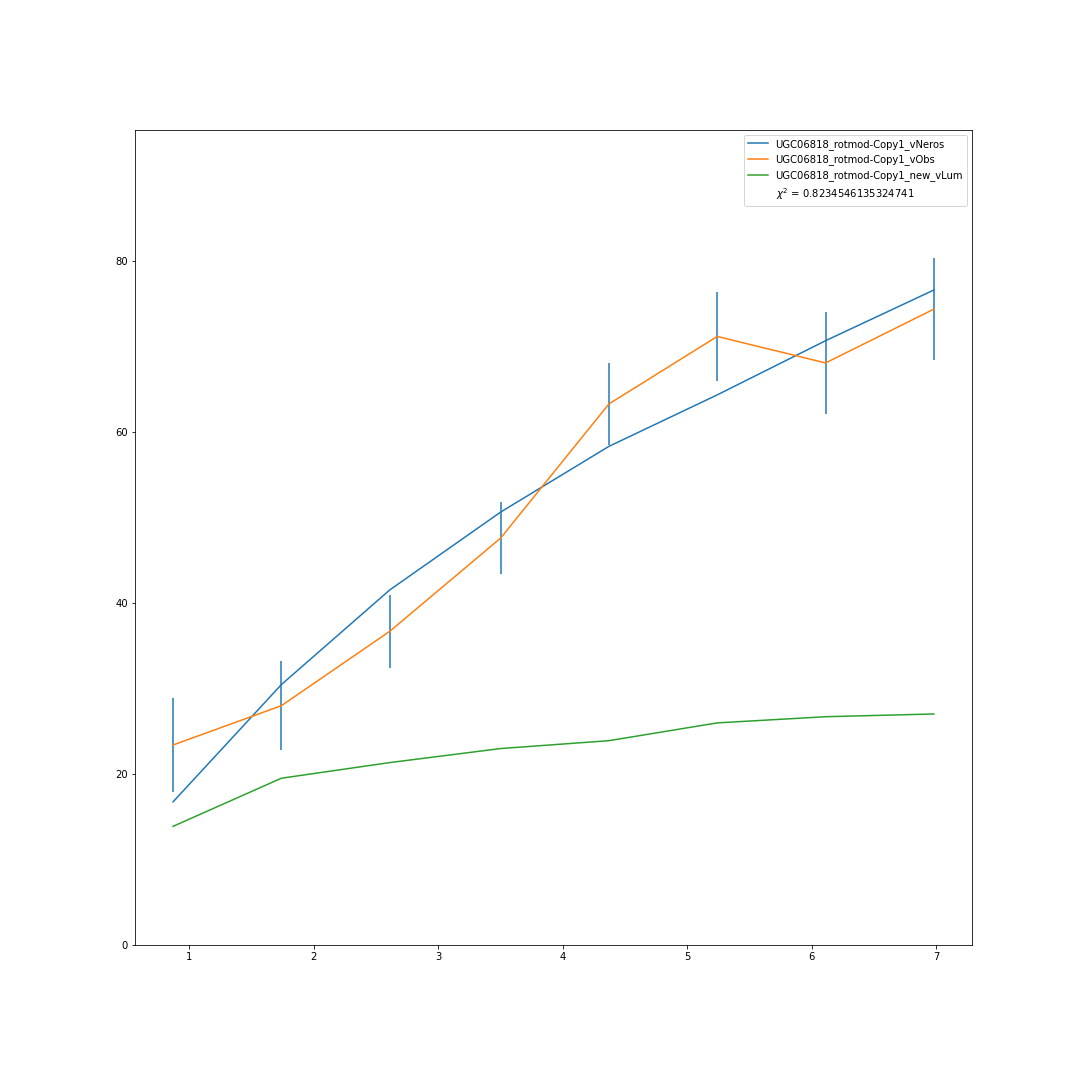 UGC06818_rotmod-Copy1_vNeros
UGC06818_rotmod-Copy1_vObs
UGC06818_rotmod-Copy1_new_vLum
χ² = 0.8234546135324741
80
60
40
20
0
1 2 3 4 5 6 7